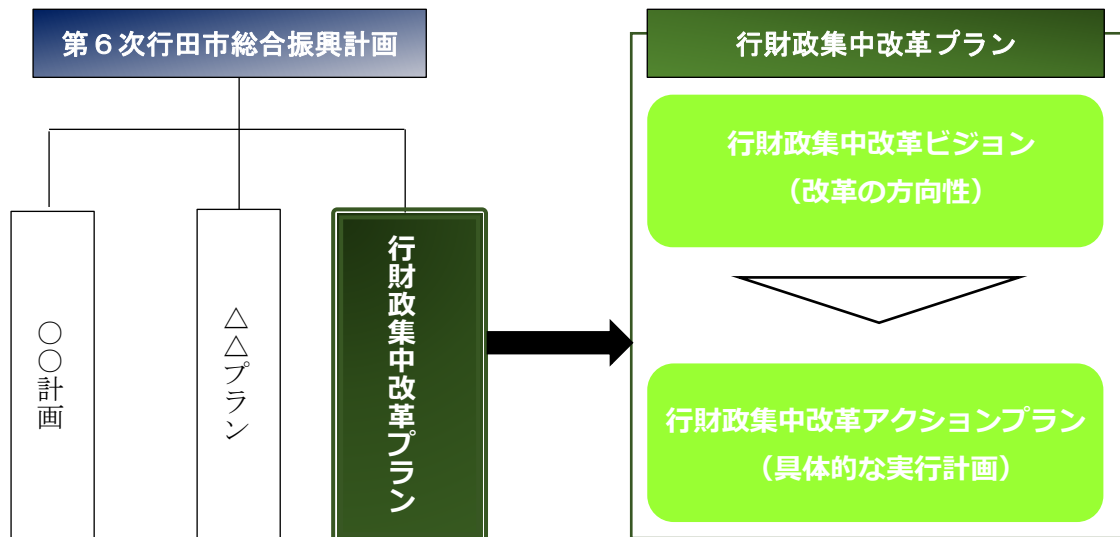 第６次行田市総合振興計画
〇〇計画
△△プラン
行財政集中改革プラン
行財政集中改革プラン
行財政集中改革ビジョン
（改革の方向性）
行財政集中改革アクションプラン
（具体的な実行計画）